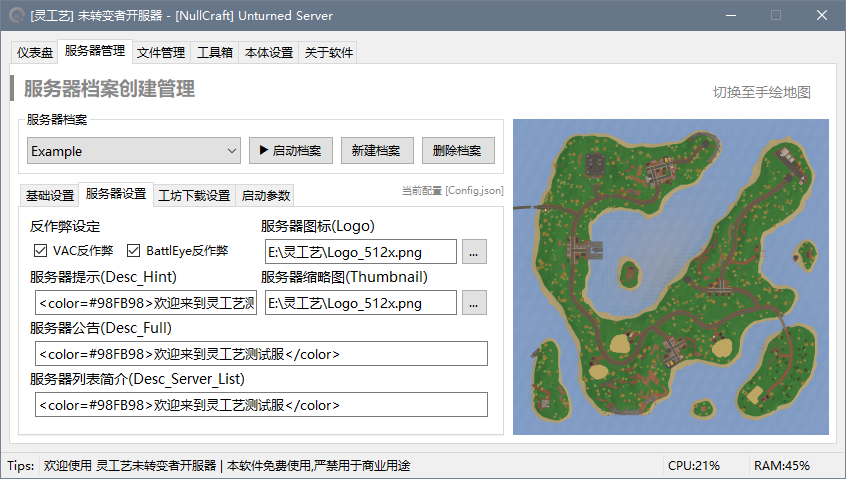 [灵工艺] 未转变者开服器 - [NullCraft] Unturned Server
仪表盘 服务器管理 文件管理 工具箱 本体设置 关于软件
服务器档案创建管理
切换至手绘地图
服务器档案
Example ▶ 启动档案 新建档案 删除档案
基础设置 服务器设置 工坊下载设置 启动参数
当前配置 [Config.json]
反作弊设定 服务器图标(Logo)
VAC反作弊 BattlEye反作弊 E:\灵工艺\Logo_512x.png ...
服务器提示(Desc_Hint) 服务器缩略图(Thumbnail)
<color=#98FB98>欢迎来到灵工艺测 E:\灵工艺\Logo_512x.png ...
服务器公告(Desc_Full)
<color=#98FB98>欢迎来到灵工艺测试服</color>
服务器列表简介(Desc_Server_List)
<color=#98FB98>欢迎来到灵工艺测试服</color>
Tips: 欢迎使用 灵工艺未转变者开服器 | 本软件免费使用,严禁用于商业用途 CPU:21% RAM:45%